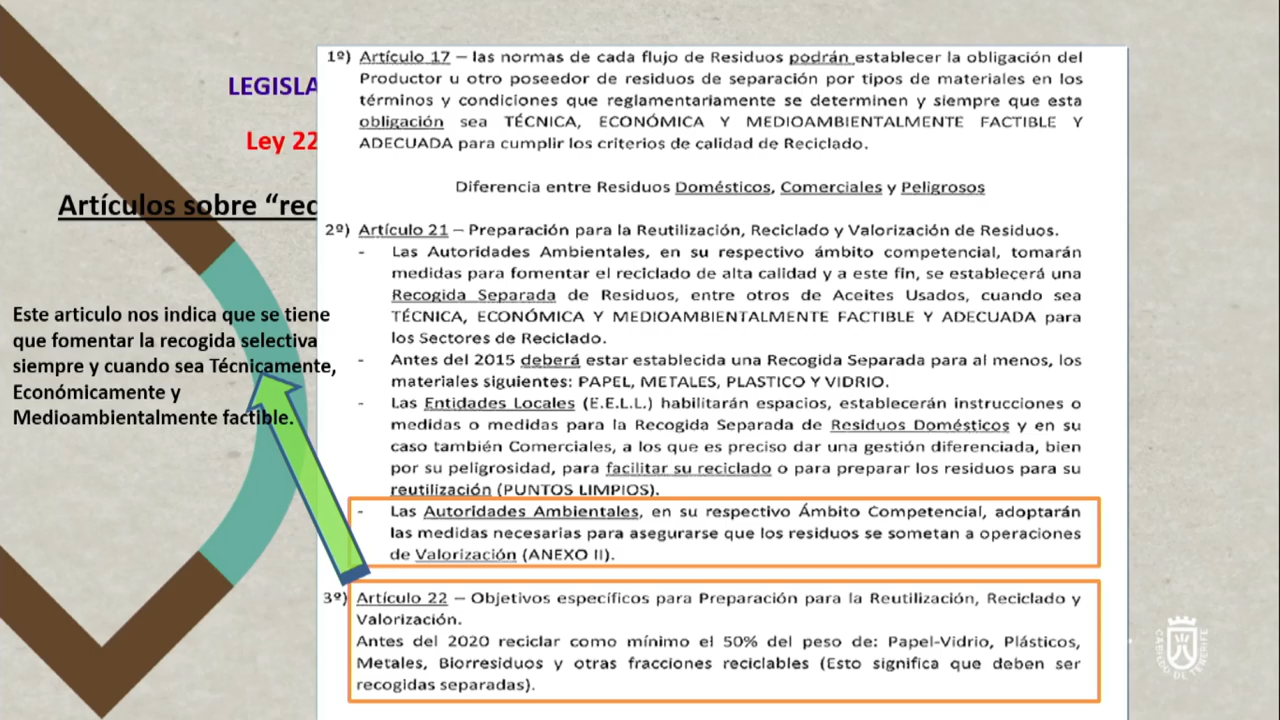 LEGISLA
Ley 22
Artículos sobre “rec
Este articulo nos indica que se tiene
que fomentar la recogida selectiva
siempre y cuando sea Técnicamente,
Económicamente y
Medioambientalmente factible.
1º) Artículo 17 – las normas de cada flujo de Residuos podrán establecer la obligación del
Productor u otro poseedor de residuos de separación por tipos de materiales en los
términos y condiciones que reglamentariamente se determinen y siempre que esta
obligación sea TÉCNICA, ECONÓMICA Y MEDIOAMBIENTALMENTE FACTIBLE Y
ADECUADA para cumplir los criterios de calidad de Reciclado.
Diferencia entre Residuos Domésticos, Comerciales y Peligrosos
2º) Artículo 21 – Preparación para la Reutilización, Reciclado y Valorización de Residuos.
- Las Autoridades Ambientales, en su respectivo ámbito competencial, tomarán
medidas para fomentar el reciclado de alta calidad y a este fin, se establecerá una
Recogida Separada de Residuos, entre otros de Aceites Usados, cuando sea
TÉCNICA, ECONÓMICA Y MEDIOAMBIENTALMENTE FACTIBLE Y ADECUADA para
los Sectores de Reciclado.
- Antes del 2015 deberá estar establecida una Recogida Separada para al menos, los
materiales siguientes: PAPEL, METALES, PLASTICO Y VIDRIO.
- Las Entidades Locales (E.E.L.L.) habilitarán espacios, establecerán instrucciones o
medidas o medidas para la Recogida Separada de Residuos Domésticos y en su
caso también Comerciales, a los que es preciso dar una gestión diferenciada, bien
por su peligrosidad, para facilitar su reciclado o para preparar los residuos para su
reutilización (PUNTOS LIMPIOS).
- Las Autoridades Ambientales, en su respectivo Ámbito Competencial, adoptarán
las medidas necesarias para asegurarse que los residuos se sometan a operaciones
de Valorización (ANEXO II).
3º) Artículo 22 – Objetivos específicos para Preparación para la Reutilización, Reciclado y
Valorización.
Antes del 2020 reciclar como mínimo el 50% del peso de: Papel-Vidrio, Plásticos,
Metales, Biorresiduos y otras fracciones reciclables (Esto significa que deben ser
recogidas separadas).
CABILDO DE TENERIFE